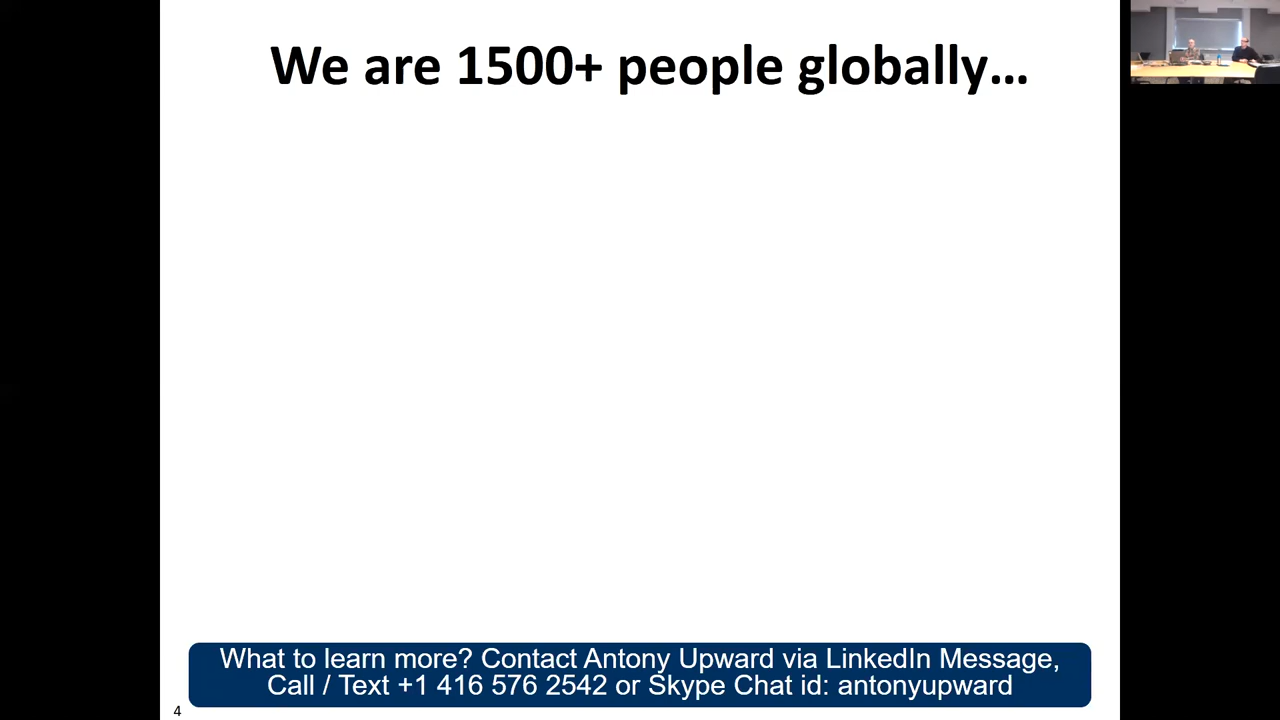 We are 1500+ people globally…
What to learn more? Contact Antony Upward via LinkedIn Message,
Call / Text +1 416 576 2542 or Skype Chat id: antonyupward
4